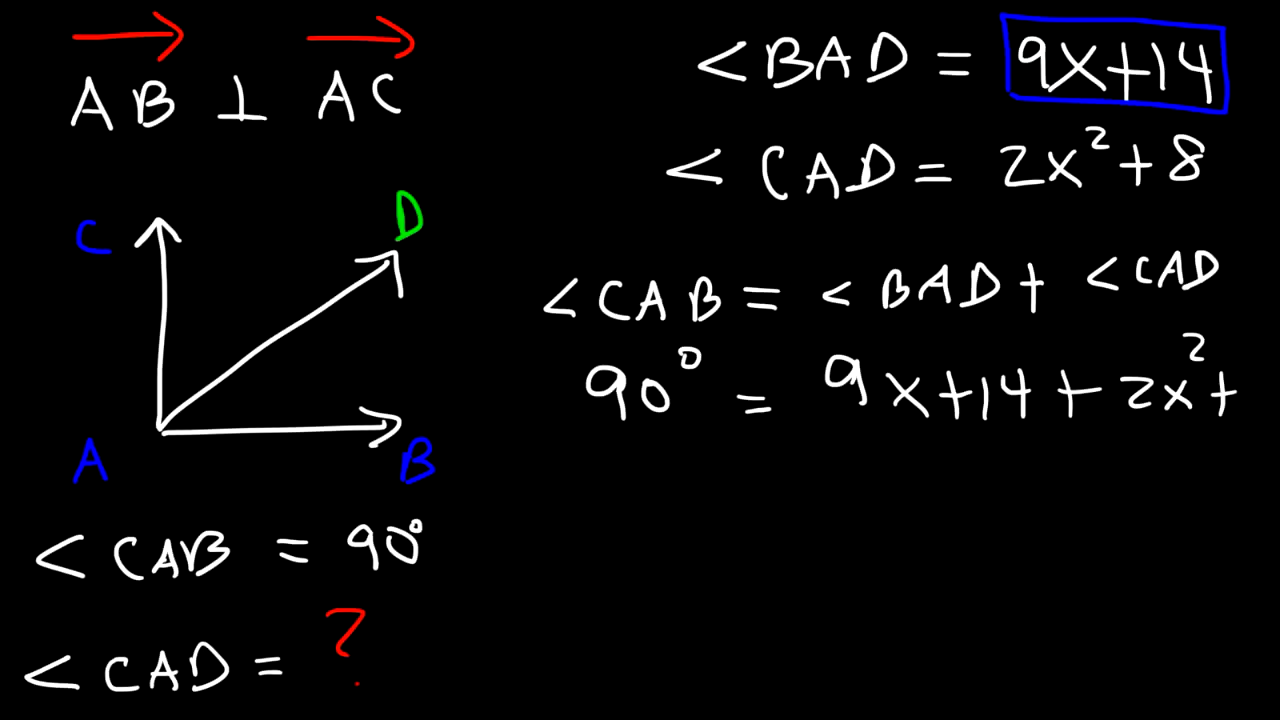 AB ⊥ AC
C
D
A
B
<CAB = 90°
<CAD = ?
<BAD = 9x+14
<CAD = 2x²+8
<CAB = <BAD + <CAD
90° = 9x+14 + 2x²+